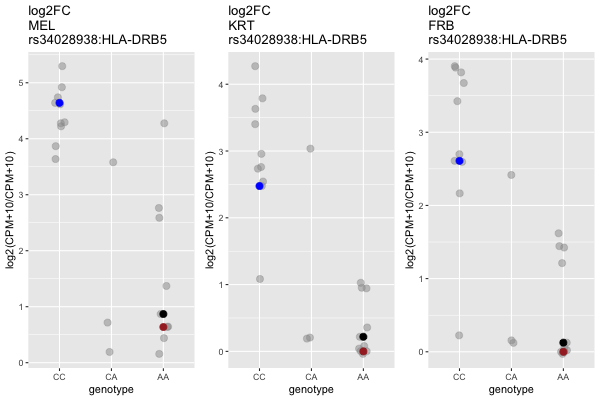 log2FC
MEL
rs34028938:HLA-DRB5
log2(CPM+10/CPM+10)
5
4
3
2
1
0
CC CA AA
genotype
log2FC
KRT
rs34028938:HLA-DRB5
log2(CPM+10/CPM+10)
4
3
2
1
0
CC CA AA
genotype
log2FC
FRB
rs34028938:HLA-DRB5
log2(CPM+10/CPM+10)
4
3
2
1
0
CC CA AA
genotype